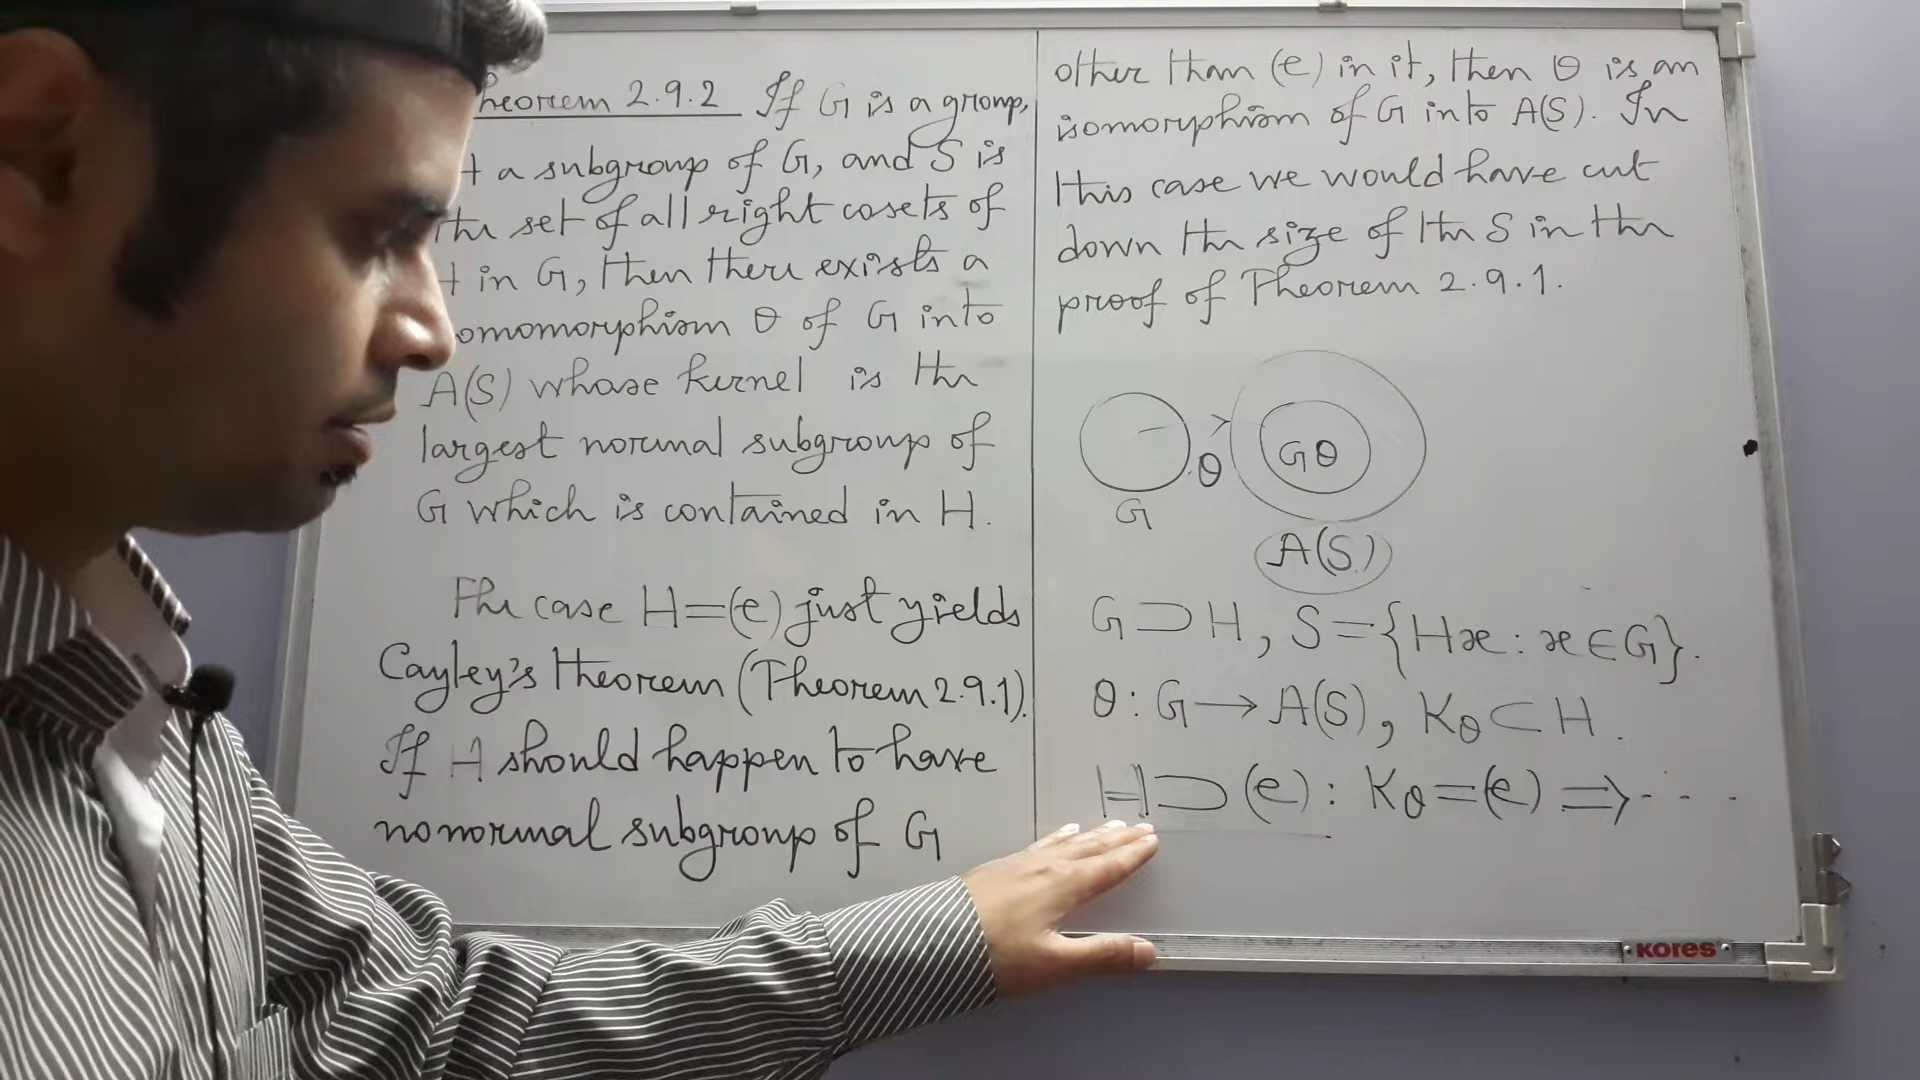 heorem 2.9.2 If G is a group,
a subgroup of G, and S is
the set of all right cosets of
in G, then there exists a
omomorphism θ of G into
A(S) whose kernel is the
largest normal subgroup of
G which is contained in H.
The case H=(e) just yields
Cayley's theorem (Theorem 2.9.1).
If H should happen to have
no normal subgroup of G
other than (e) in it, then θ is an
isomorphism of G into A(S). In
this case we would have cut
down the size of the S in the
proof of Theorem 2.9.1.
θ
Gθ
G
A(S)
G⊃H, S={Hx : x∈G}.
θ: G→A(S), Kθ⊂H.
H⊃(e): Kθ=(e) ⇒....
KORES